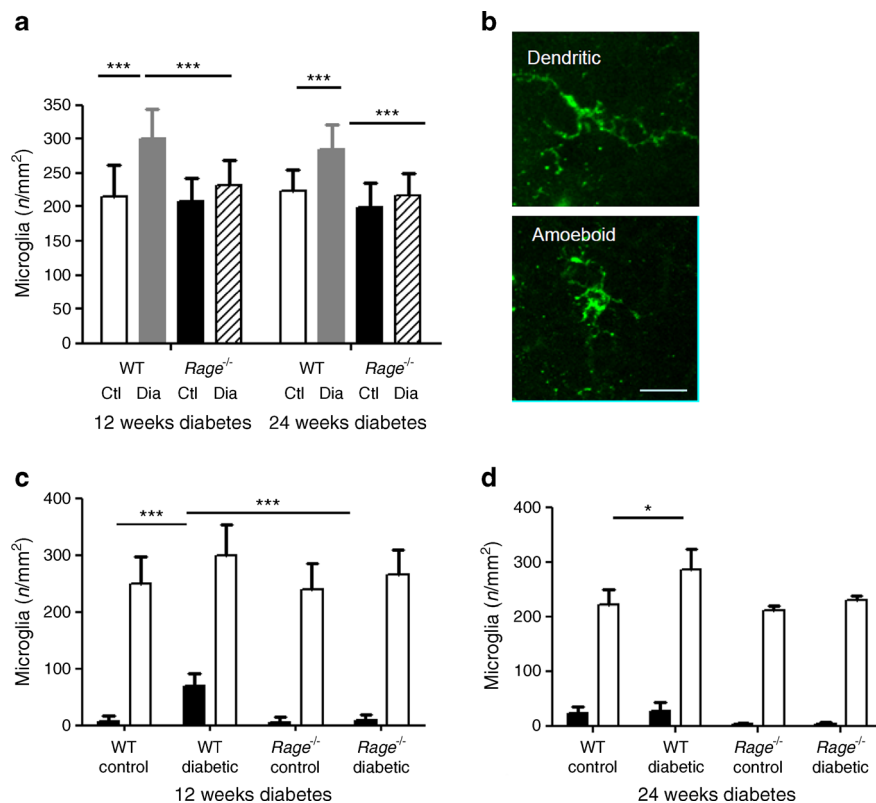 a
*** *** *** ***
Microglia (n/mm²)
350
300
250
200
150
100
50
0
WT Rage-/- WT Rage-/-
Ctl Dia Ctl Dia Ctl Dia Ctl Dia
12 weeks diabetes 24 weeks diabetes
b
Dendritic
Amoeboid
c
*** ***
Microglia (n/mm²)
400
300
200
100
0
WT WT Rage-/- Rage-/-
control diabetic control diabetic
12 weeks diabetes
d
*
Microglia (n/mm²)
400
300
200
100
0
WT WT Rage-/- Rage-/-
control diabetic control diabetic
24 weeks diabetes